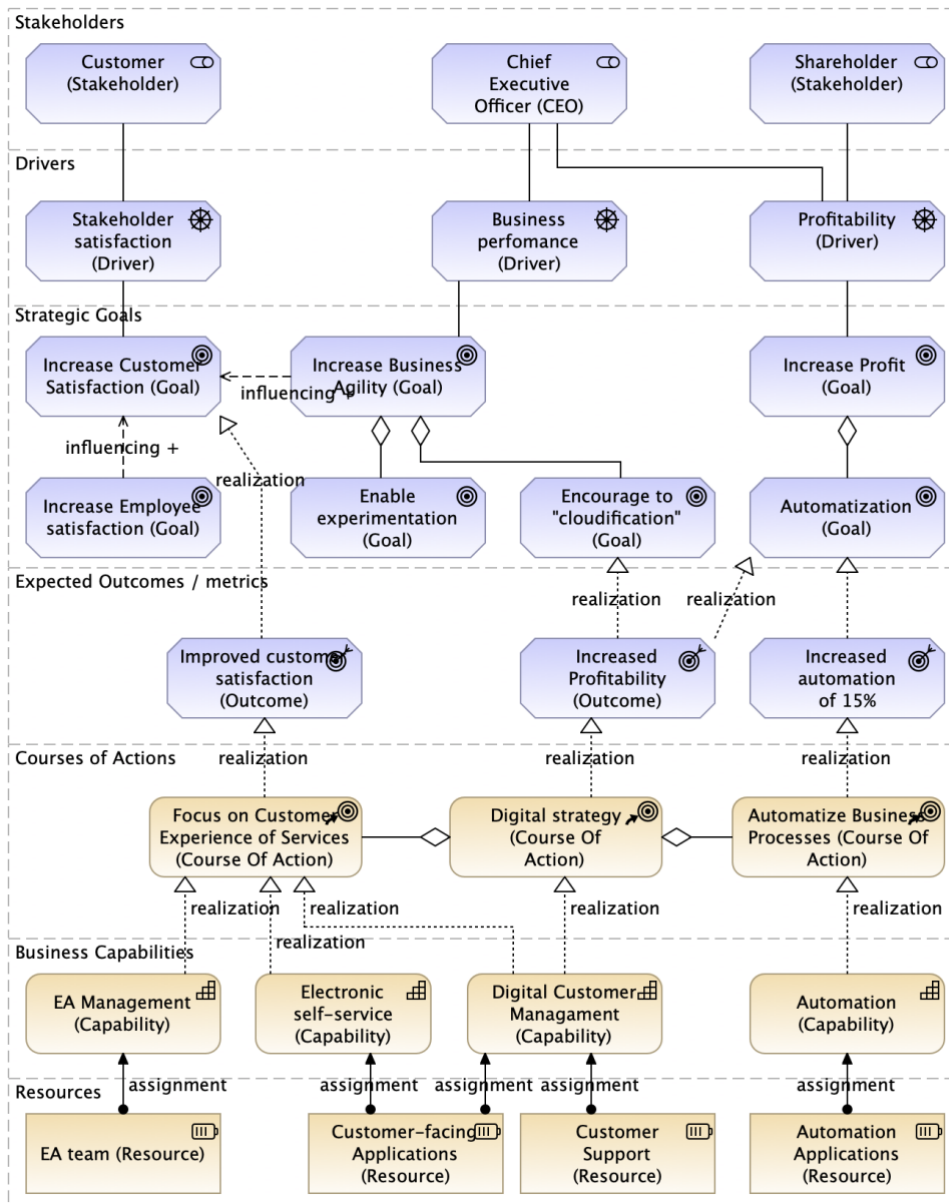 Stakeholders
Customer
(Stakeholder)
Chief
Executive
Officer (CEO)
Shareholder
(Stakeholder)
Drivers
Stakeholder
satisfaction
(Driver)
Business
perfomance
(Driver)
Profitability
(Driver)
Strategic Goals
Increase Customer
Satisfaction (Goal)
influencing +
Increase Business
Agility (Goal)
Increase Profit
(Goal)
influencing +
realization
Increase Employee
satisfaction (Goal)
Enable
experimentation
(Goal)
Encourage to
"cloudification"
(Goal)
Automatization
(Goal)
Expected Outcomes / metrics
realization
realization
Improved customer
satisfaction
(Outcome)
Increased
Profitability
(Outcome)
Increased
automation
of 15%
Courses of Actions
realization
realization
realization
Focus on Customer
Experience of Services
(Course Of Action)
Digital strategy
(Course Of
Action)
Automatize Business
Processes (Course Of
Action)
realization
realization
realization
realization
realization
Business Capabilities
EA Management
(Capability)
Electronic
self-service
(Capability)
Digital Customer
Managament
(Capability)
Automation
(Capability)
Resources
assignment
assignment
assignment
assignment
assignment
EA team (Resource)
Customer-facing
Applications
(Resource)
Customer
Support
(Resource)
Automation
Applications
(Resource)